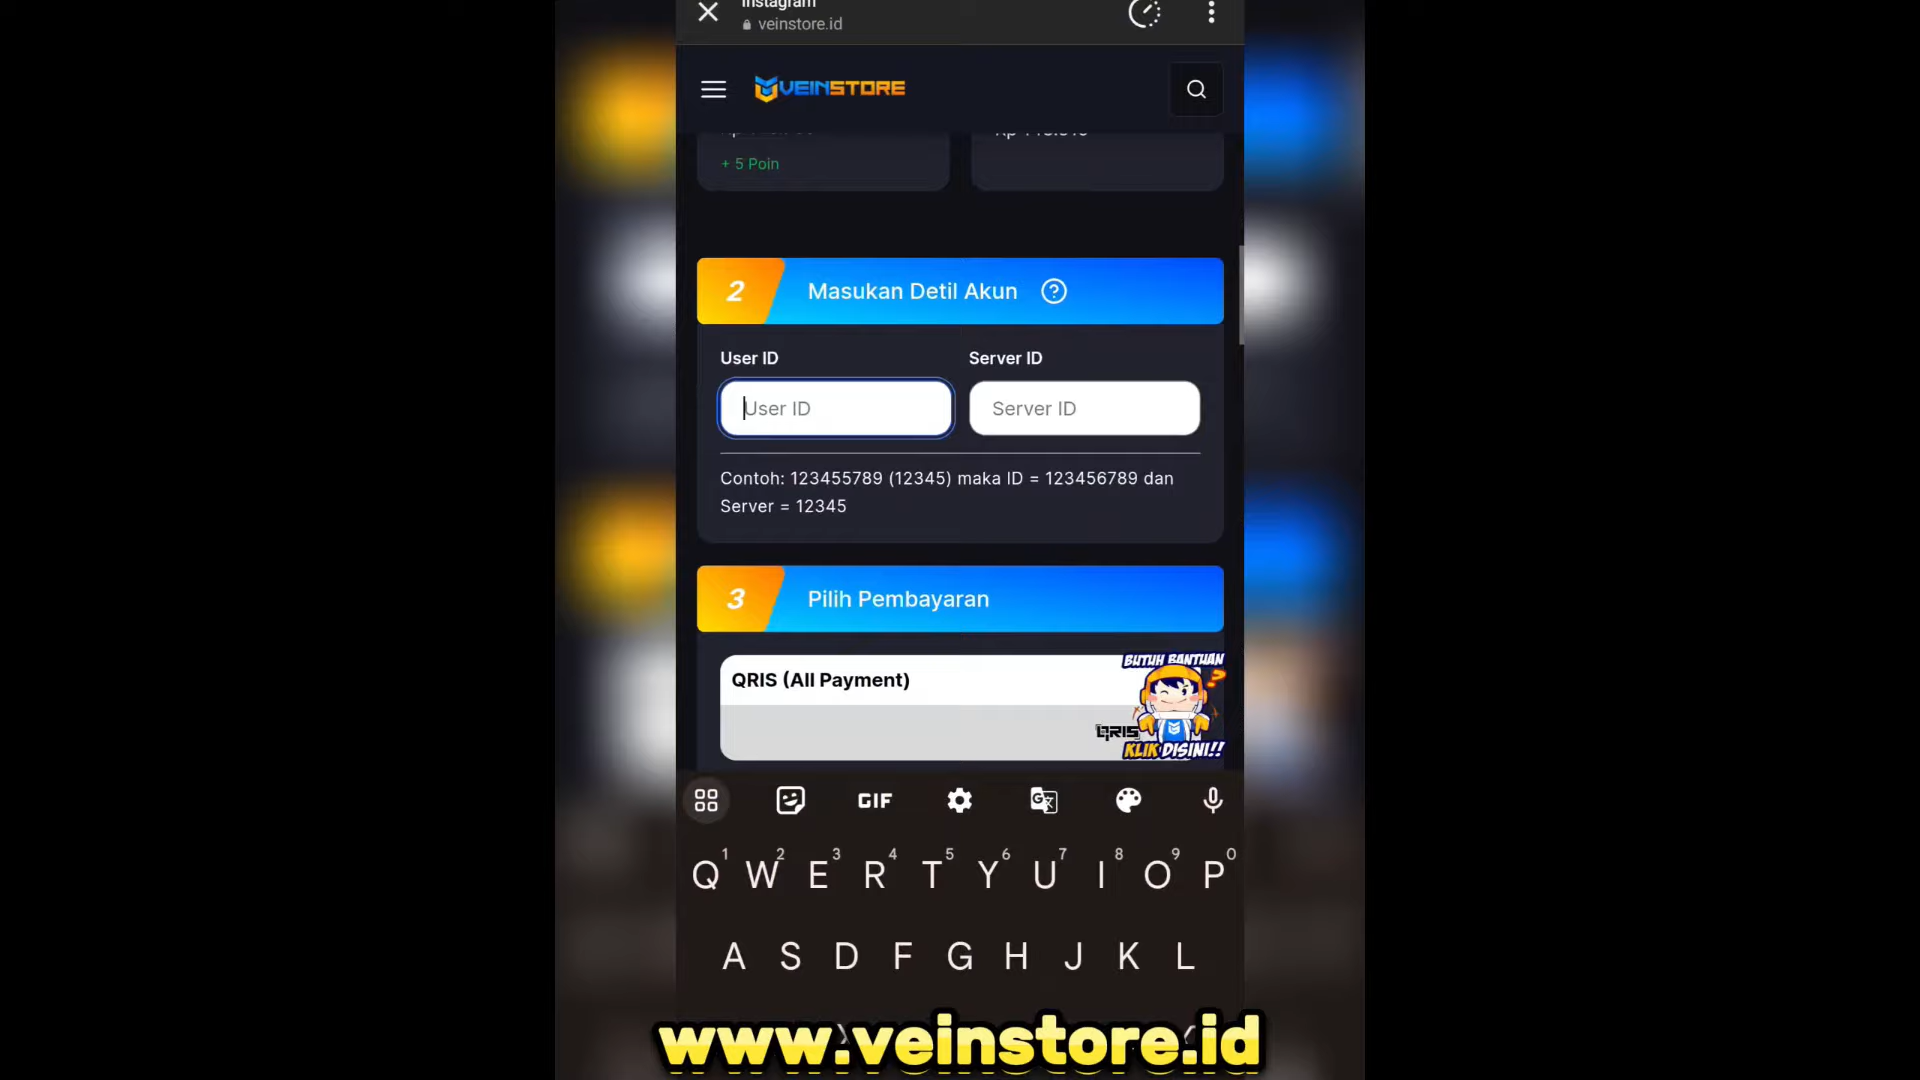 Instagram
veinstore.id
VEINSTORE
+ 5 Poin
2 Masukan Detil Akun ?
User ID Server ID
User ID Server ID
Contoh: 123455789 (12345) maka ID = 123456789 dan
Server = 12345
3 Pilih Pembayaran
BUTUH BANTUAN
?
QRIS (All Payment)
QRIS
KLIK DISINI!!
GIF
1 2 3 4 5 6 7 8 9 0
Q W E R T Y U I O P
A S D F G H J K L
www.veinstore.id